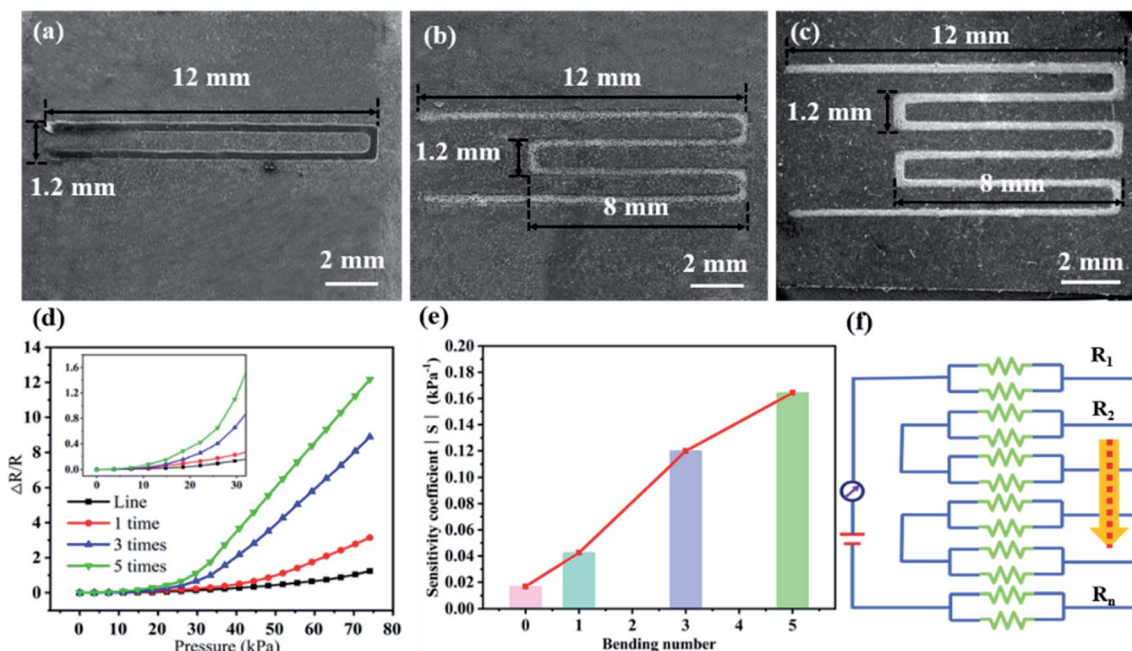 (a)
12 mm
1.2 mm
2 mm
(b)
12 mm
1.2 mm
8 mm
2 mm
(c)
12 mm
1.2 mm
8 mm
2 mm
(d)
14
12
10
8
6
4
2
0
ΔR/R
1.6
1.2
0.8
0.4
0.0
0 10 20 30
Line
1 time
3 times
5 times
0 10 20 30 40 50 60 70 80
Pressure (kPa)
(e)
0.20
0.18
0.16
0.14
0.12
0.10
0.08
0.06
0.04
0.02
0.00
Sensitivity coefficient | S | (kPa⁻¹)
0 1 2 3 4 5
Bending number
(f)
R₁
R₂
Rₙ